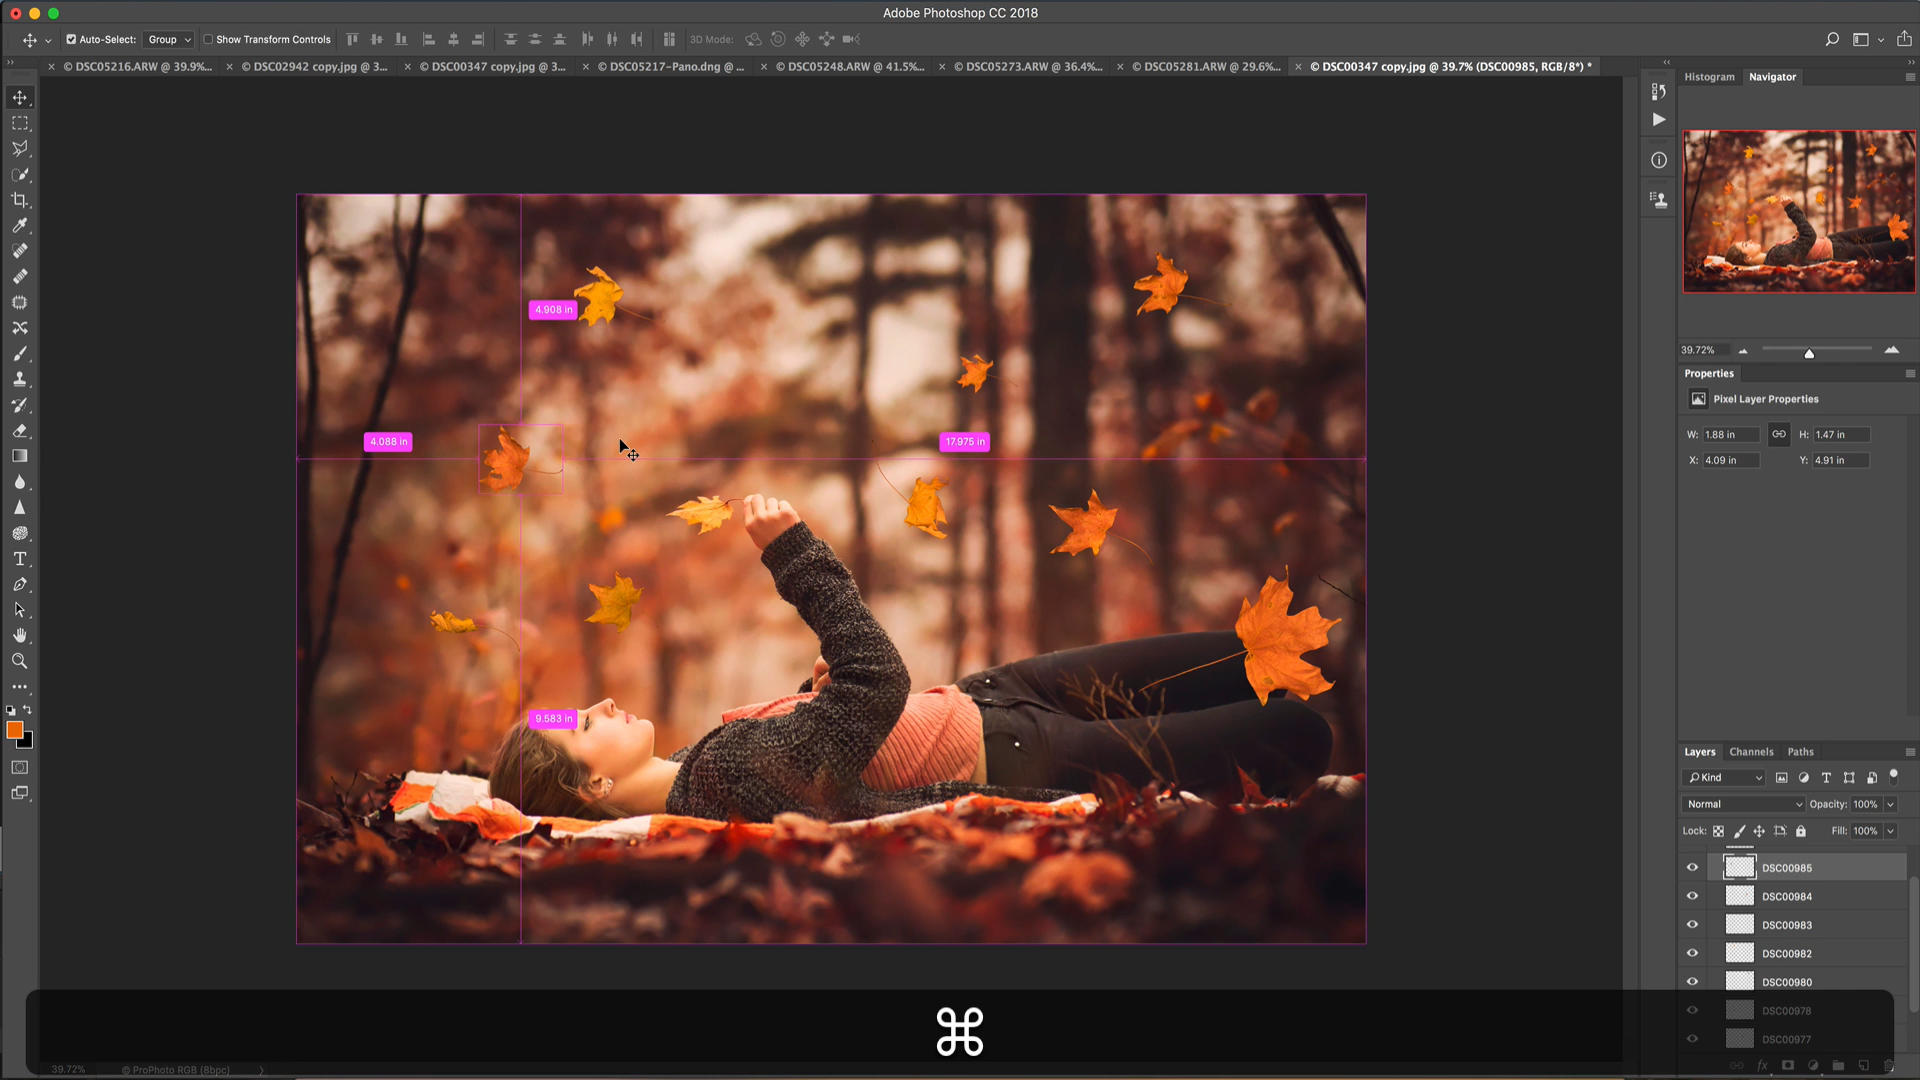 Adobe Photoshop CC 2018
Auto-Select: Group Show Transform Controls 3D Mode:
© DSC05216.ARW @ 39.9%... © DSC02942 copy.jpg @ 3... © DSC00347 copy.jpg @ 3... © DSC05217-Pano.dng @ ... © DSC05248.ARW @ 41.5%... © DSC05273.ARW @ 36.4%... © DSC05281.ARW @ 29.6%... © DSC00347 copy.jpg @ 39.7% (DSC00985, RGB/8*) *
Histogram Navigator
4.908 in
39.72%
Properties
Pixel Layer Properties
4.088 in 17.975 in
W: 1.88 in H: 1.47 in
X: 4.09 in Y: 4.91 in
9.583 in
Layers Channels Paths
Kind
Normal Opacity: 100%
Lock: Fill: 100%
DSC00985
DSC00984
DSC00983
DSC00982
DSC00980
DSC00978
DSC00977
⌘
fx
39.72% © ProPhoto RGB (8bpc)